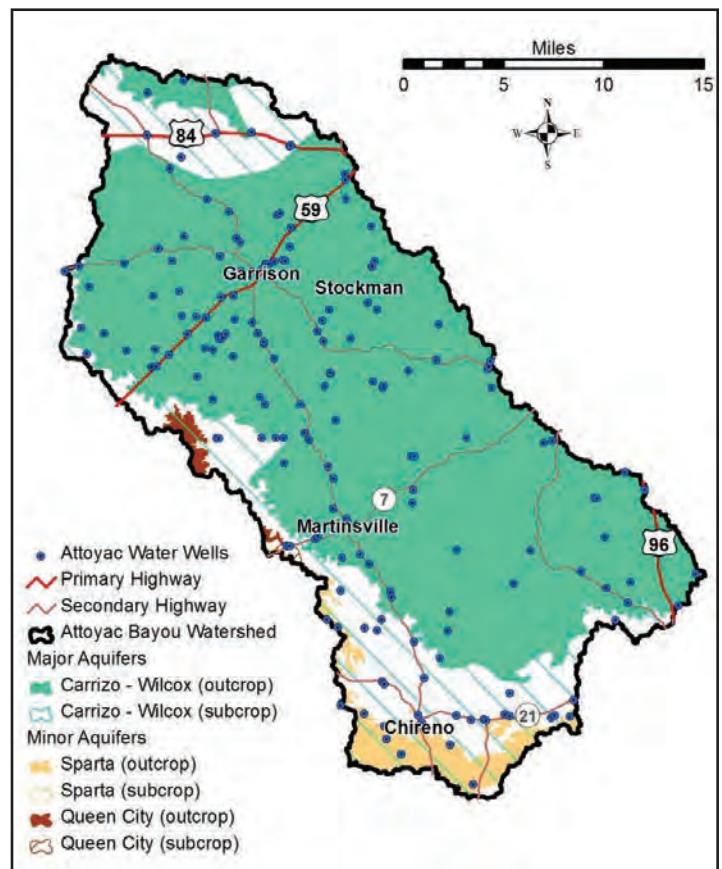 Miles
0 5 10 15
N
W E
S
84
59
Garrison
Stockman
7
Martinsville
96
21
Chireno
Attoyac Water Wells
Primary Highway
Secondary Highway
Attoyac Bayou Watershed
Major Aquifers
Carrizo - Wilcox (outcrop)
Carrizo - Wilcox (subcrop)
Minor Aquifers
Sparta (outcrop)
Sparta (subcrop)
Queen City (outcrop)
Queen City (subcrop)